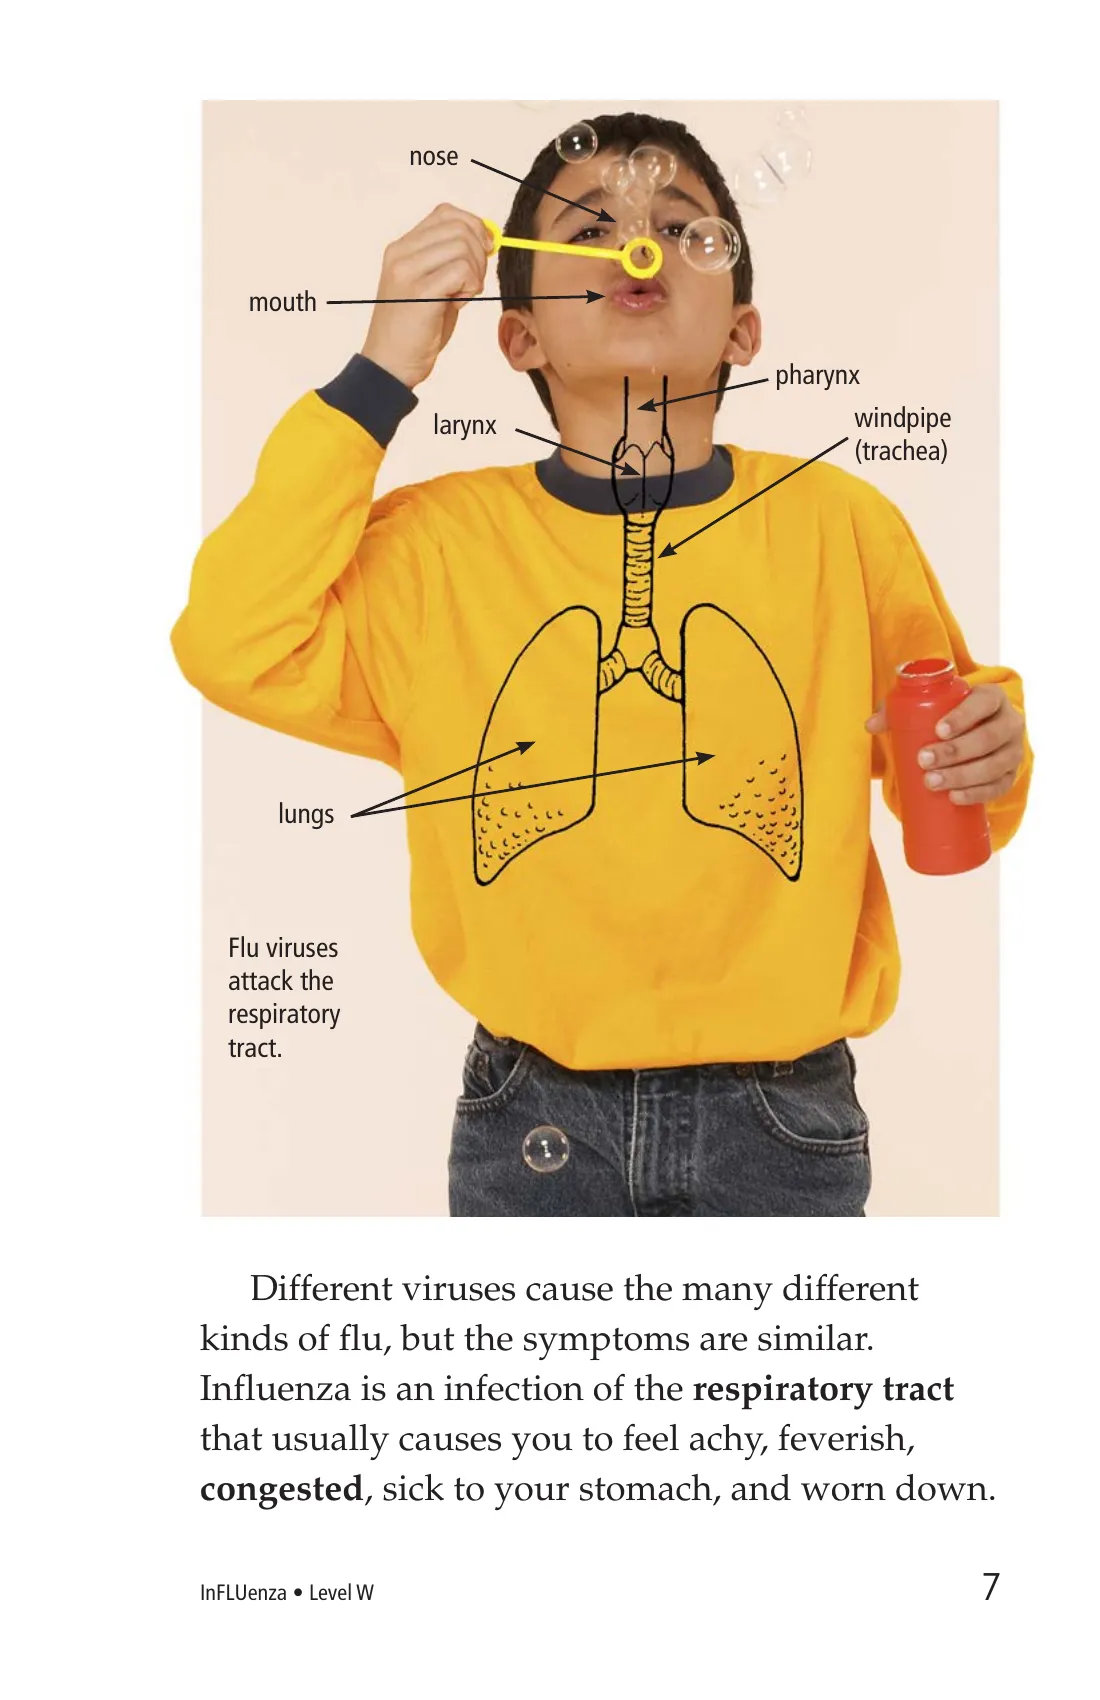 nose
mouth
pharynx
larynx
windpipe
(trachea)
lungs
Flu viruses
attack the
respiratory
tract.
Different viruses cause the many different
kinds of flu, but the symptoms are similar.
Influenza is an infection of the respiratory tract
that usually causes you to feel achy, feverish,
congested, sick to your stomach, and worn down.
InFLUenza • Level W
7